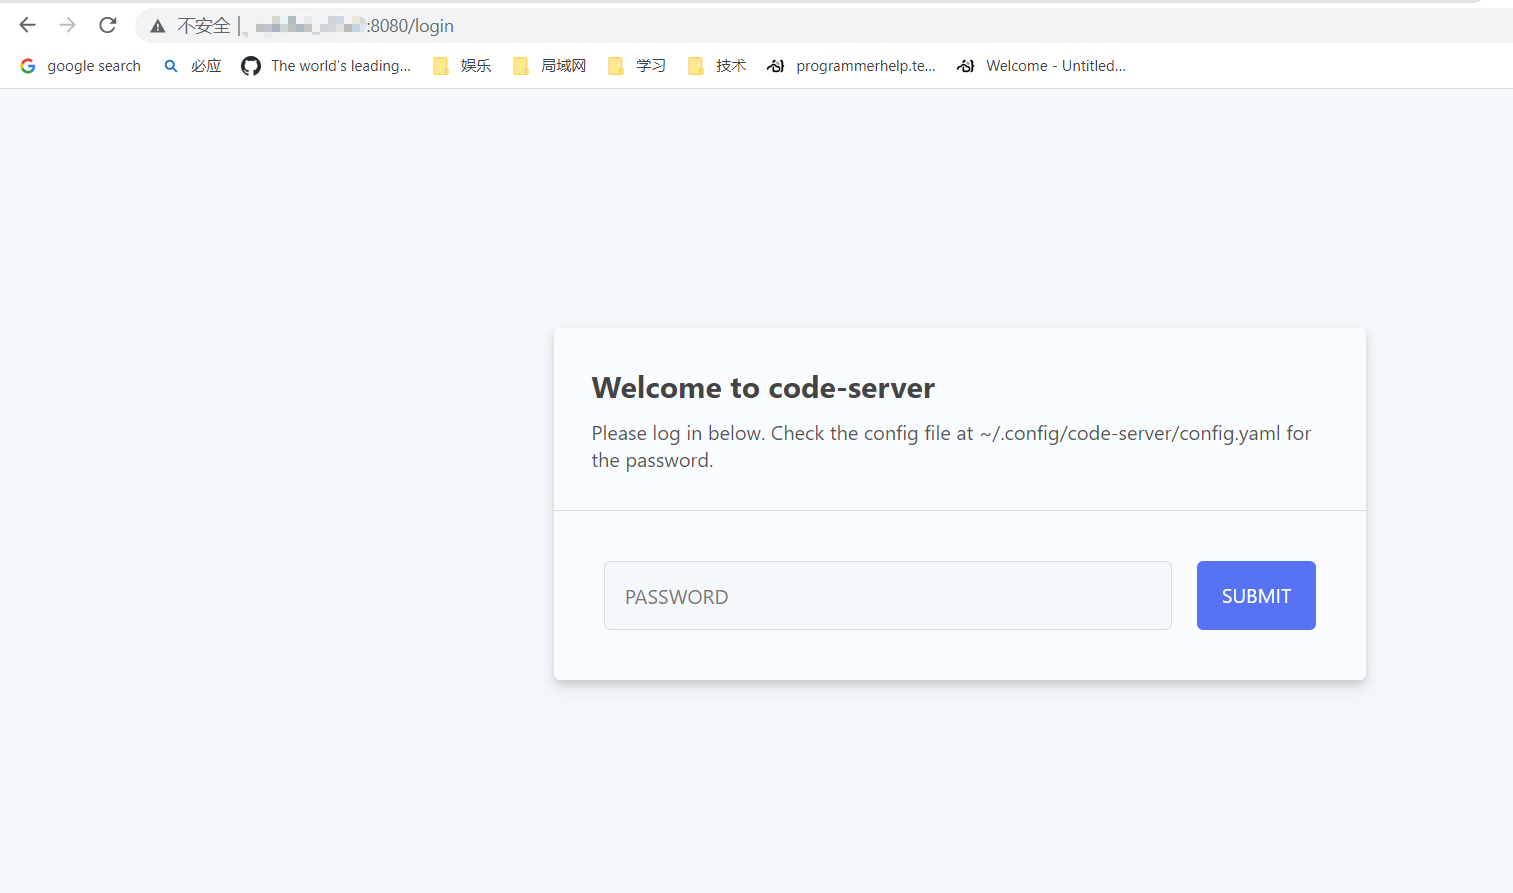 不安全 | :8080/login
google search 必应 The world's leading... 娱乐 局域网 学习 技术 programmerhelp.te... Welcome - Untitled...
Welcome to code-server
Please log in below. Check the config file at ~/.config/code-server/config.yaml for
the password.
PASSWORD SUBMIT